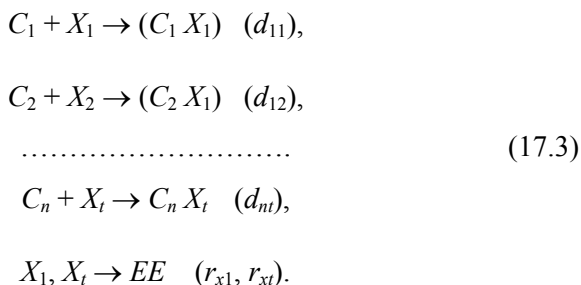 C₁ + X₁ → (C₁ X₁) (d₁₁),
C₂ + X₂ → (C₂ X₁) (d₁₂),
………………………. (17.3)
Cₙ + Xₜ → Cₙ Xₜ (dₙₜ),
X₁, Xₜ → EE (rₓ₁, rₓₜ).